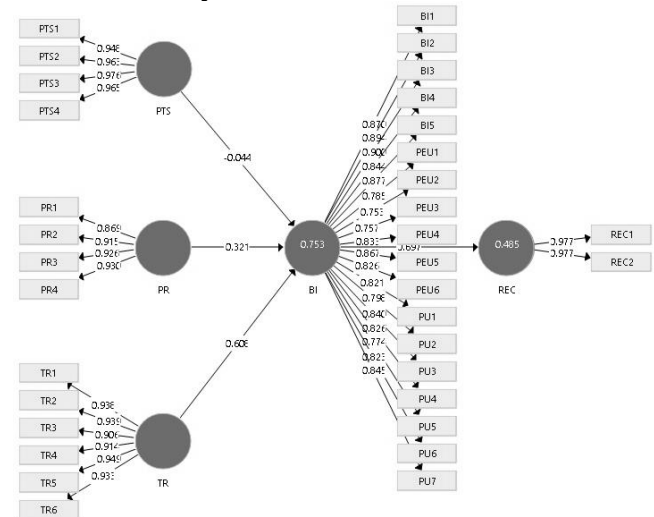 PTS1
PTS2
PTS3
PTS4
0.963
0.976
0.965
PTS
-0.044
PR1
PR2
PR3
PR4
0.869
0.915
0.926
0.930
PR
0.321
TR1
TR2
TR3
TR4
TR5
TR6
0.939
0.906
0.914
0.949
0.933
TR
0.753
BI
0.870
0.894
0.900
0.844
0.877
0.785
0.753
0.757
0.833
0.867
0.826
0.821
0.798
0.840
0.826
0.774
0.823
0.845
BI1
BI2
BI3
BI4
BI5
PEU1
PEU2
PEU3
PEU4
PEU5
PEU6
PU1
PU2
PU3
PU4
PU5
PU6
PU7
0.697
0.485
REC
0.977
0.977
REC1
REC2